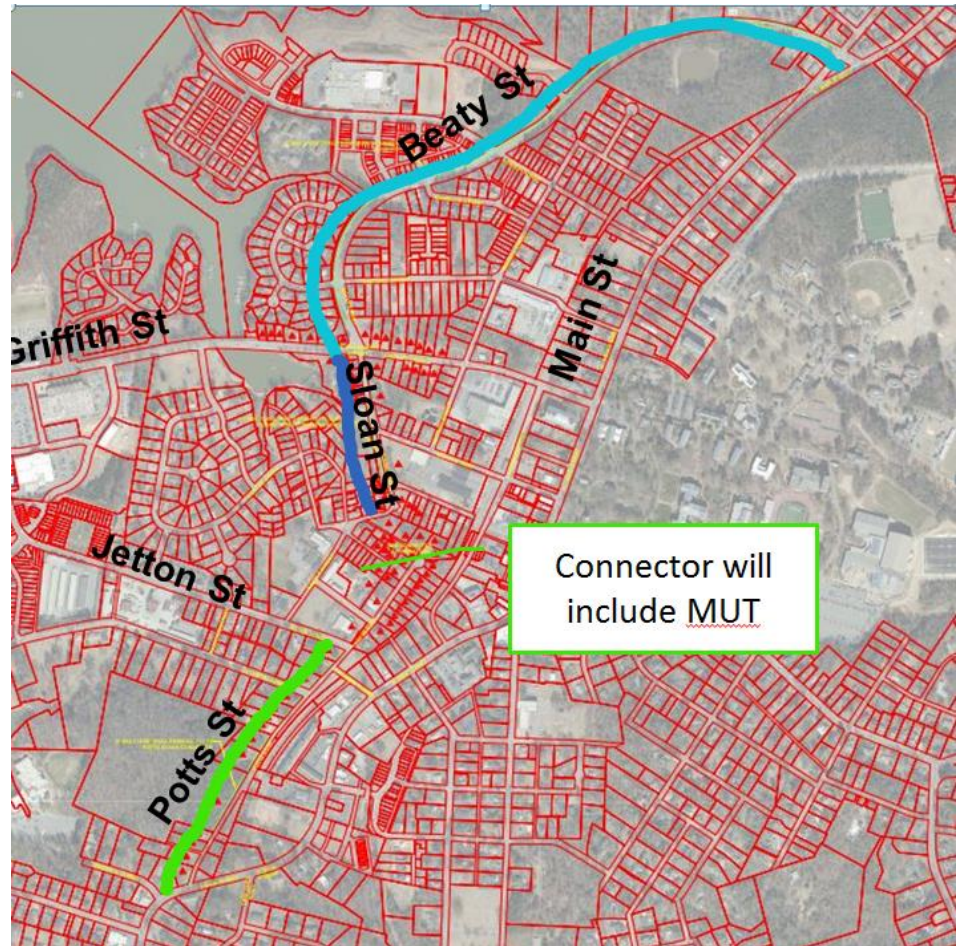 Beaty St
Main St
Griffith St
Sloan St
Connector will
include MUT
Jetton St
Potts St